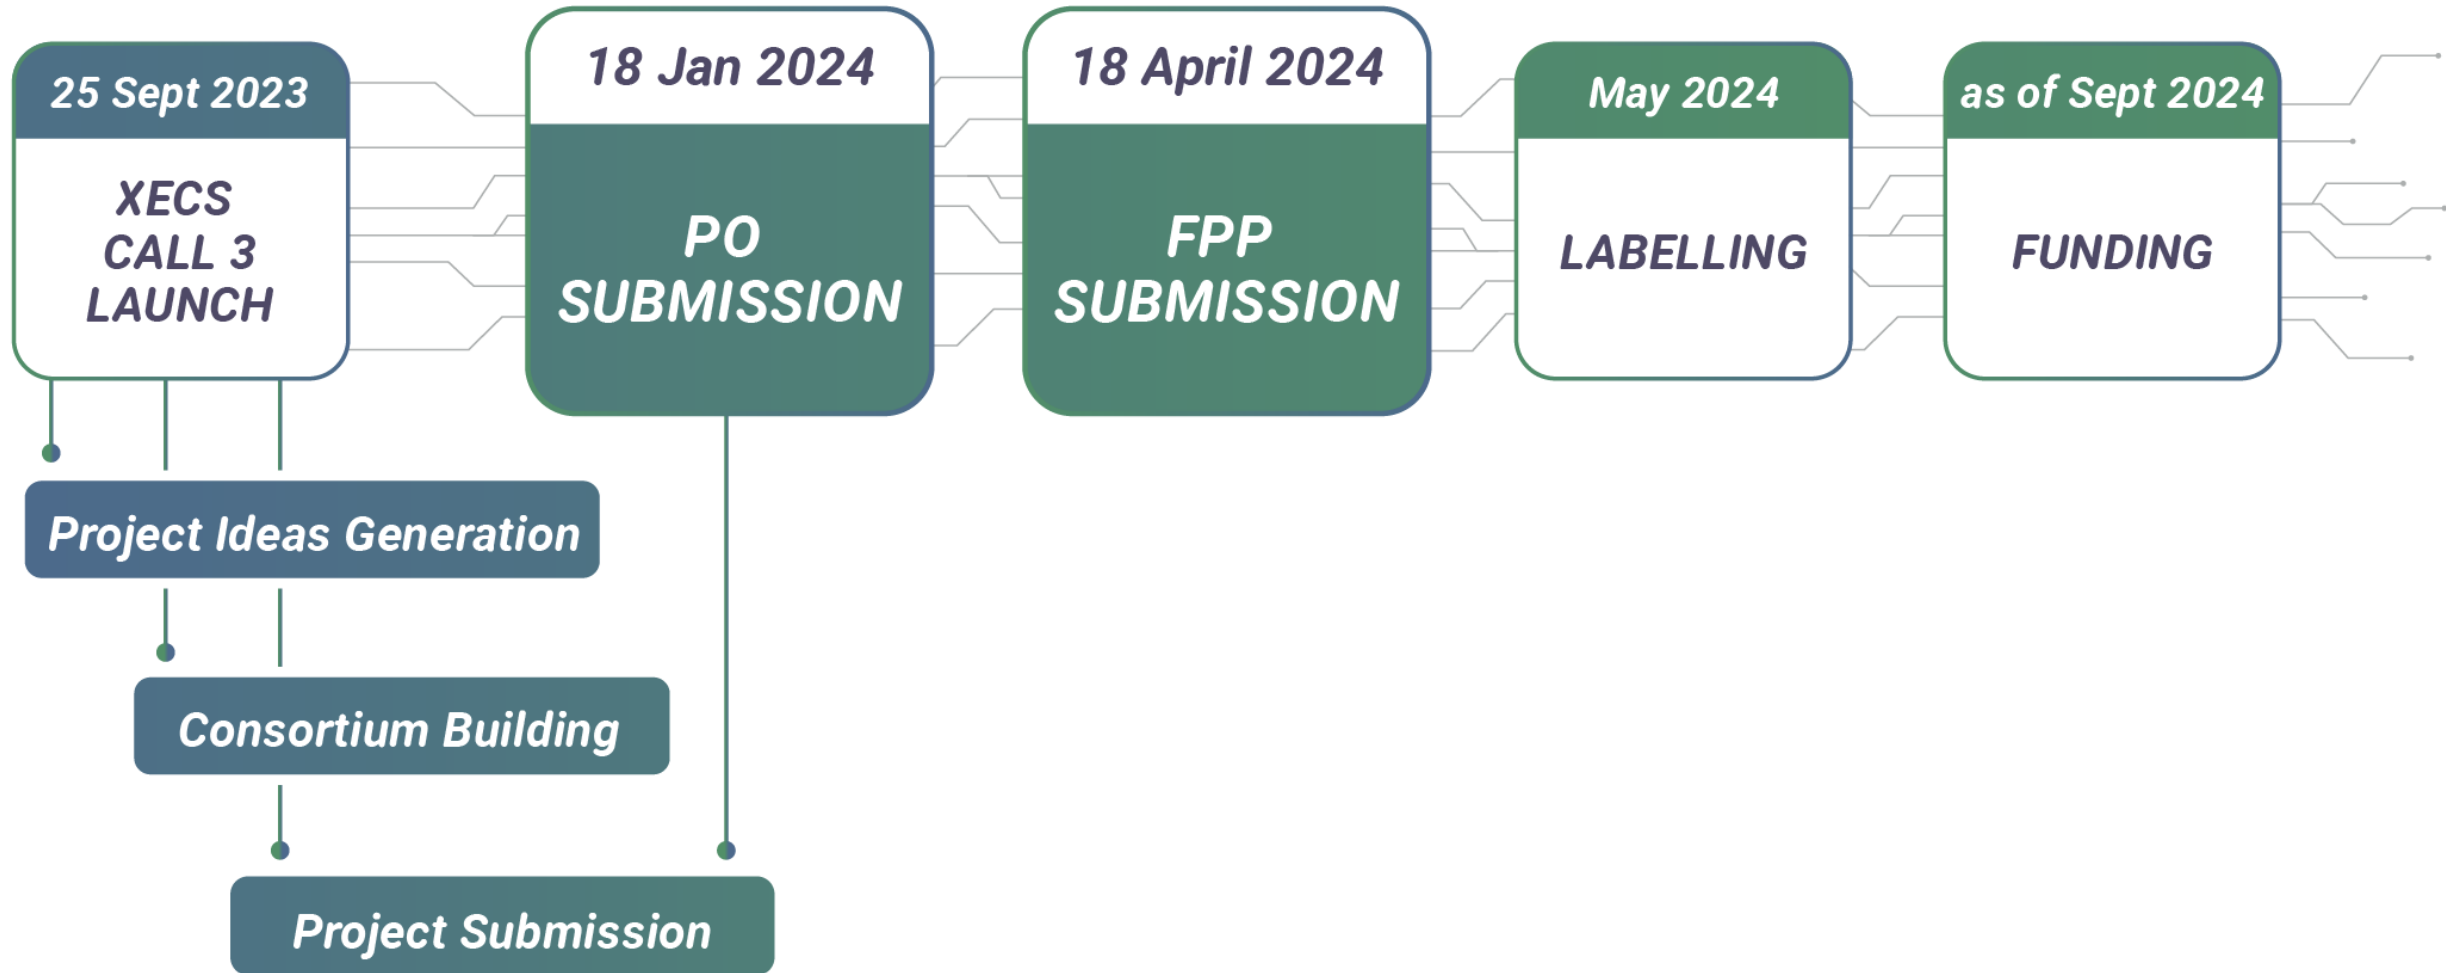 25 Sept 2023
XECS
CALL 3
LAUNCH
18 Jan 2024
PO
SUBMISSION
18 April 2024
FPP
SUBMISSION
May 2024
LABELLING
as of Sept 2024
FUNDING
Project Ideas Generation
Consortium Building
Project Submission